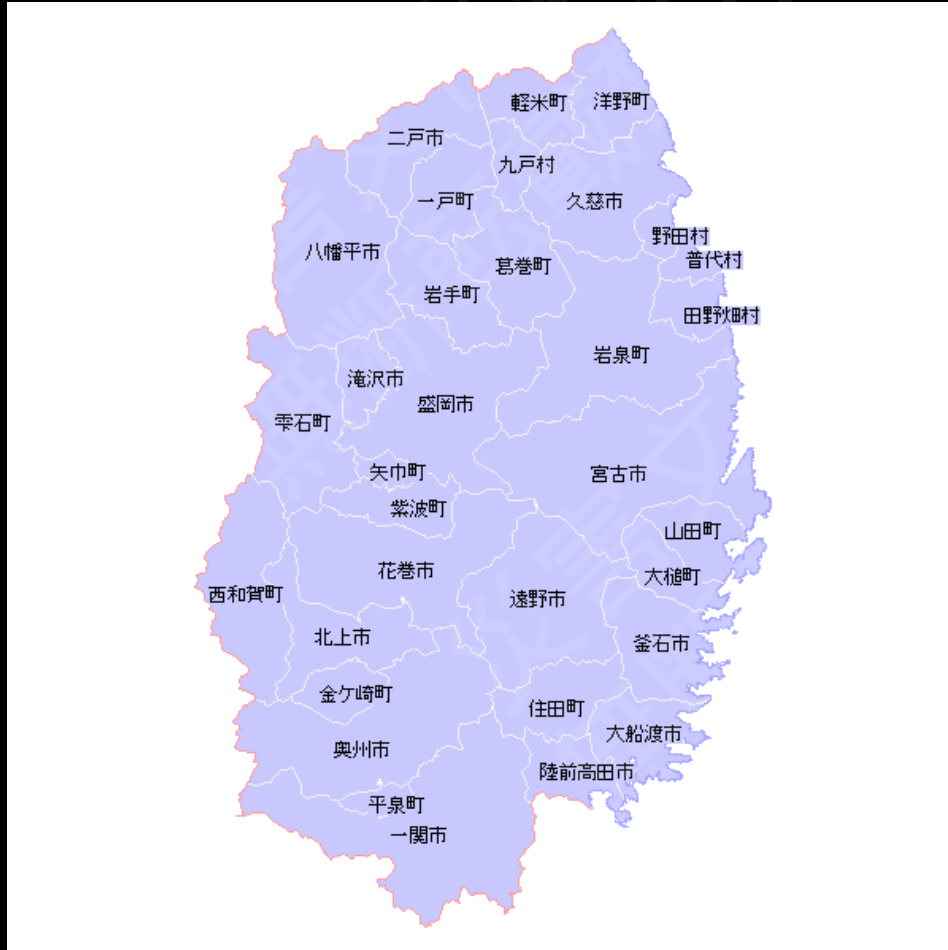 軽米町
洋野町
二戸市
九戸村
一戸町
久慈市
野田村
八幡平市
普代村
葛巻町
岩手町
田野畑村
岩泉町
滝沢市
盛岡市
雫石町
矢巾町
宮古市
紫波町
山田町
花巻市
大槌町
西和賀町
遠野市
北上市
釜石市
金ケ崎町
住田町
大船渡市
奥州市
陸前高田市
平泉町
一関市